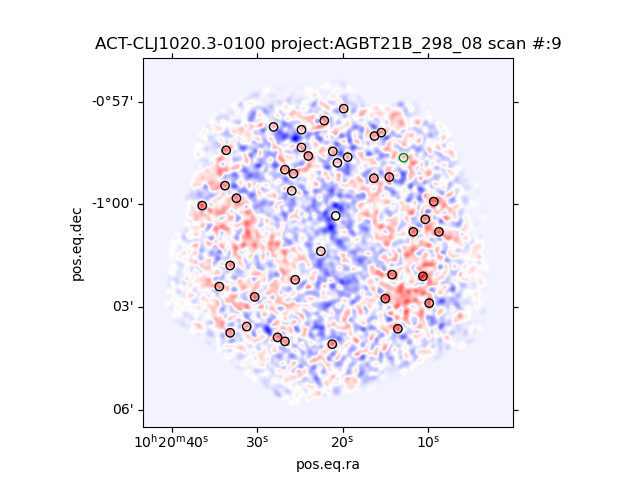 ACT-CLJ1020.3-0100 project:AGBT21B_298_08 scan #:9
-0°57'
-1°00'
03'
06'
pos.eq.dec
10ʰ20ᵐ40ˢ 30ˢ 20ˢ 10ˢ
pos.eq.ra